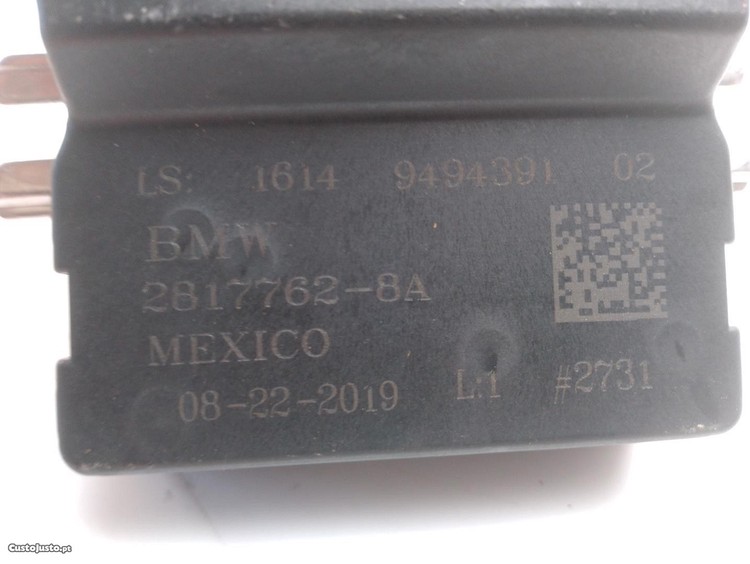 LS: 1614 9494391 02
BMW
2817762-8A
MEXICO
08-22-2019 L:1 #2731
CustoJusto.pt